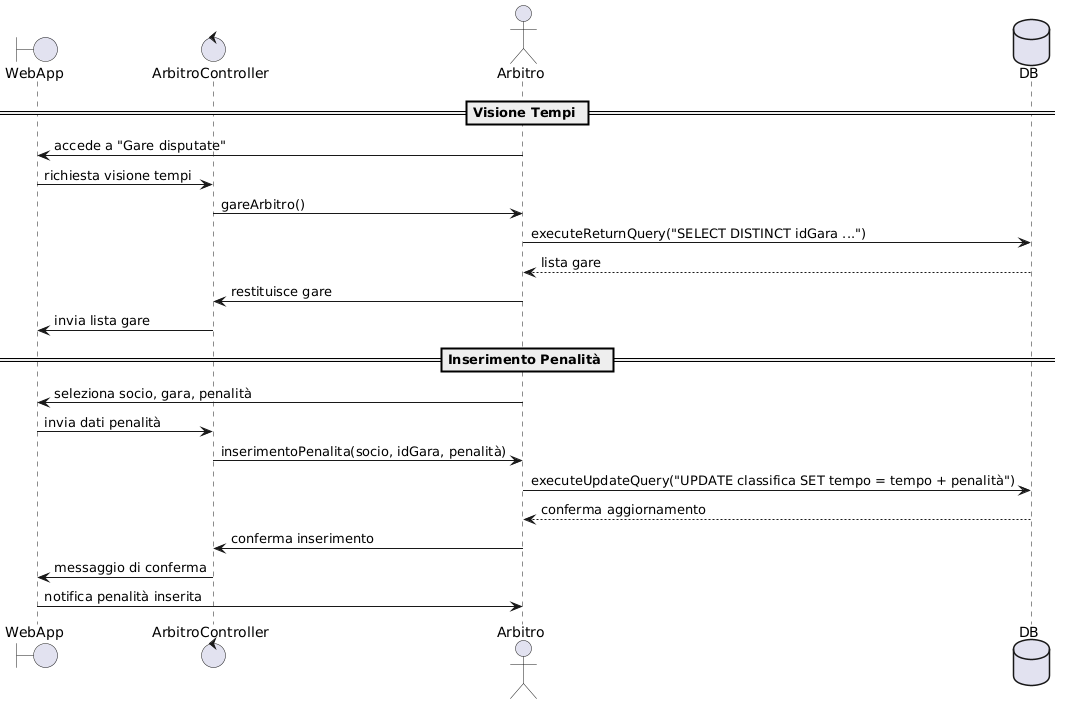 WebApp
ArbitroController
Arbitro
DB
Visione Tempi
accede a "Gare disputate"
richiesta visione tempi
gareArbitro()
executeReturnQuery("SELECT DISTINCT idGara ...")
lista gare
restituisce gare
invia lista gare
Inserimento Penalità
seleziona socio, gara, penalità
invia dati penalità
inserimentoPenalita(socio, idGara, penalità)
executeUpdateQuery("UPDATE classifica SET tempo = tempo + penalità")
conferma aggiornamento
conferma inserimento
messaggio di conferma
notifica penalità inserita
WebApp
ArbitroController
Arbitro
DB